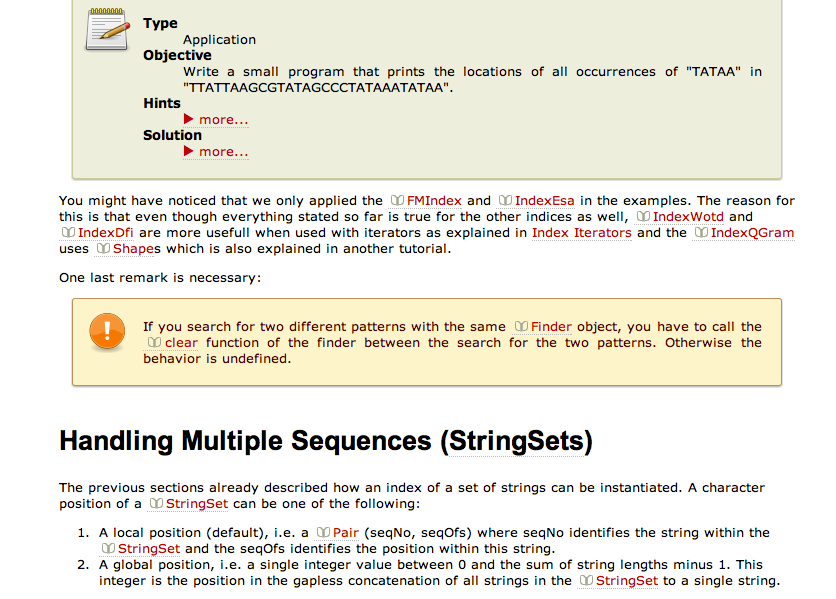 Type
Application
Objective
Write a small program that prints the locations of all occurrences of "TATAA" in
"TTATTAAGCGTATAGCCCTATAAATATAA".
Hints
more...
Solution
more...
You might have noticed that we only applied the FMIndex and IndexEsa in the examples. The reason for
this is that even though everything stated so far is true for the other indices as well, IndexWotd and
IndexDfi are more usefull when used with iterators as explained in Index Iterators and the IndexQGram
uses Shapes which is also explained in another tutorial.
One last remark is necessary:
If you search for two different patterns with the same Finder object, you have to call the
clear function of the finder between the search for the two patterns. Otherwise the
behavior is undefined.
Handling Multiple Sequences (StringSets)
The previous sections already described how an index of a set of strings can be instantiated. A character
position of a StringSet can be one of the following:
1. A local position (default), i.e. a Pair (seqNo, seqOfs) where seqNo identifies the string within the
StringSet and the seqOfs identifies the position within this string.
2. A global position, i.e. a single integer value between 0 and the sum of string lengths minus 1. This
integer is the position in the gapless concatenation of all strings in the StringSet to a single string.